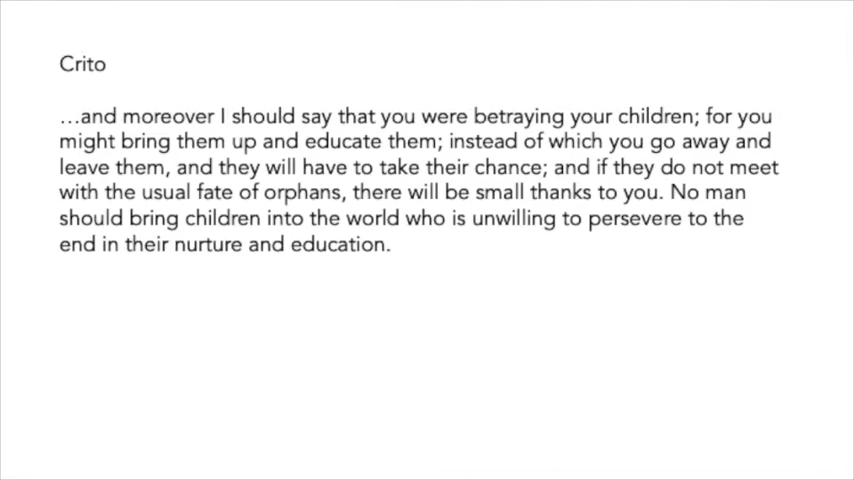 Crito
…and moreover I should say that you were betraying your children; for you
might bring them up and educate them; instead of which you go away and
leave them, and they will have to take their chance; and if they do not meet
with the usual fate of orphans, there will be small thanks to you. No man
should bring children into the world who is unwilling to persevere to the
end in their nurture and education.